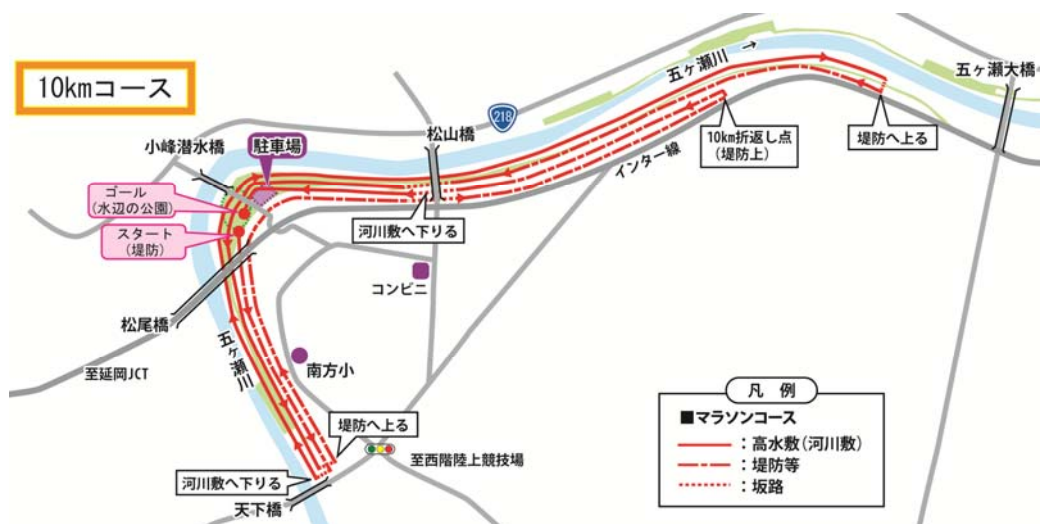 10kmコース
218
五ヶ瀬川 →
五ヶ瀬大橋
松山橋
小峰潜水橋
駐車場
10km折返し点
(堤防上)
堤防へ上る
インター線
ゴール
(水辺の公園)
スタート
(堤防)
河川敷へ下りる
コンビニ
松尾橋
至延岡JCT
五ヶ瀬川
南方小
堤防へ上る
至西階陸上競技場
河川敷へ下りる
天下橋
凡 例
■マラソンコース
:高水敷(河川敷)
:堤防等
:坂路